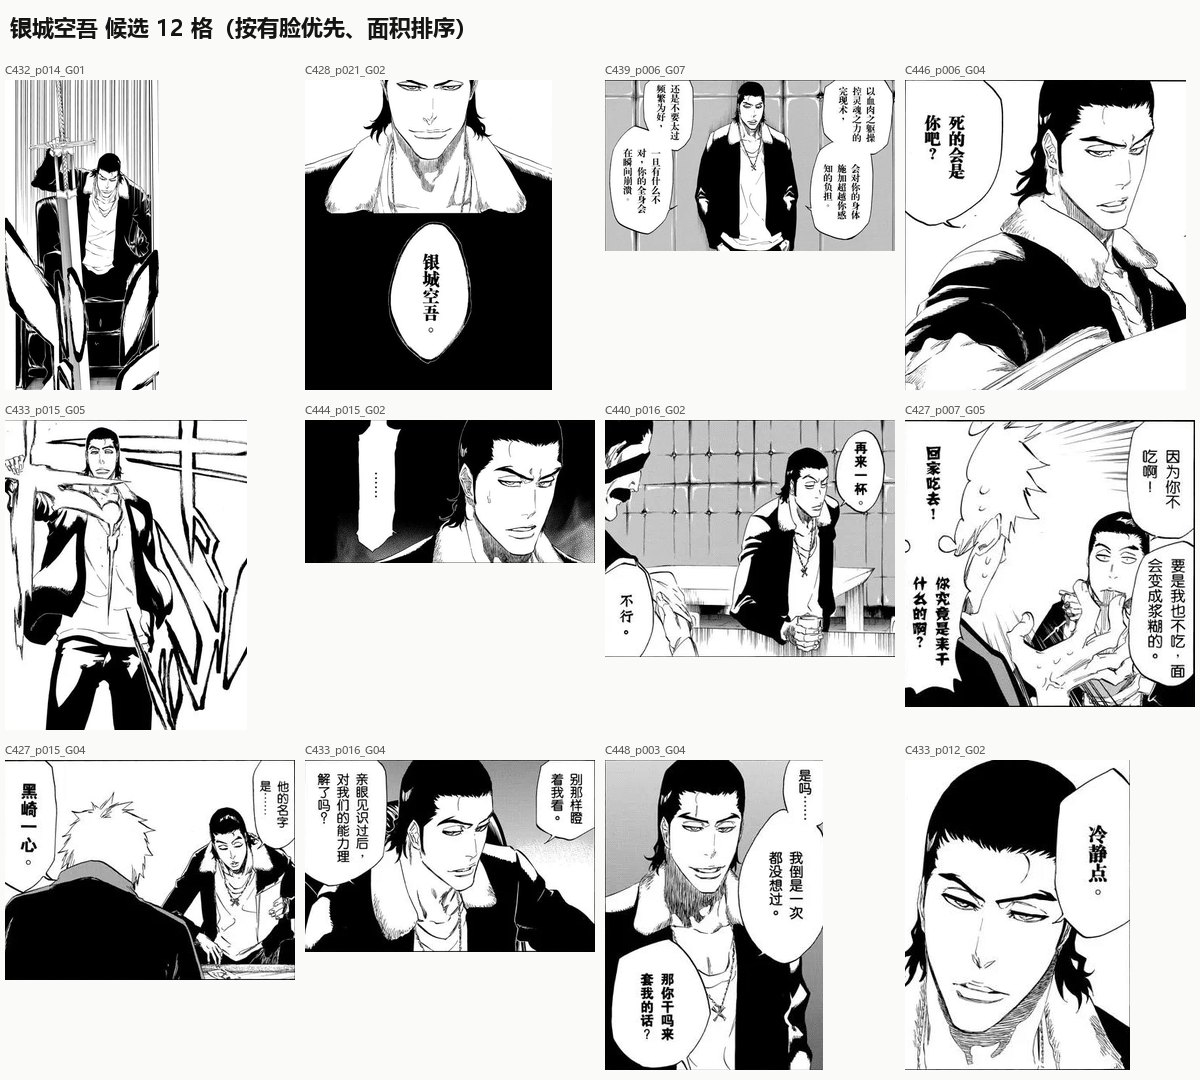 银城空吾 候选 12 格（按有脸优先、面积排序）
C432_p014_G01
C428_p021_G02
银城空吾。
C439_p006_G07
以血肉之躯操
控灵魂之力的
完现术，
会对你的身体
施加超越你感
知的负担。
还是不要太过
频繁为好，
一旦有什么不
对，你的全身会
在瞬间崩溃。
C446_p006_G04
死的会是
你吧？
C433_p015_G05
C444_p015_G02
……
C440_p016_G02
再来一杯。
不行。
C427_p007_G05
因为你不
吃啊！
要是我也不吃，面
会变成浆糊的。
回家吃去！
你究竟是来干
什么的啊？
C427_p015_G04
他的名字
是……
黑崎一心。
C433_p016_G04
别那样瞪
着我看。
亲眼见识过后，
对我们的能力理
解了吗？
C448_p003_G04
是吗……
我倒是一次
都没想过。
那你干吗来
套我的话？
C433_p012_G02
冷静点。